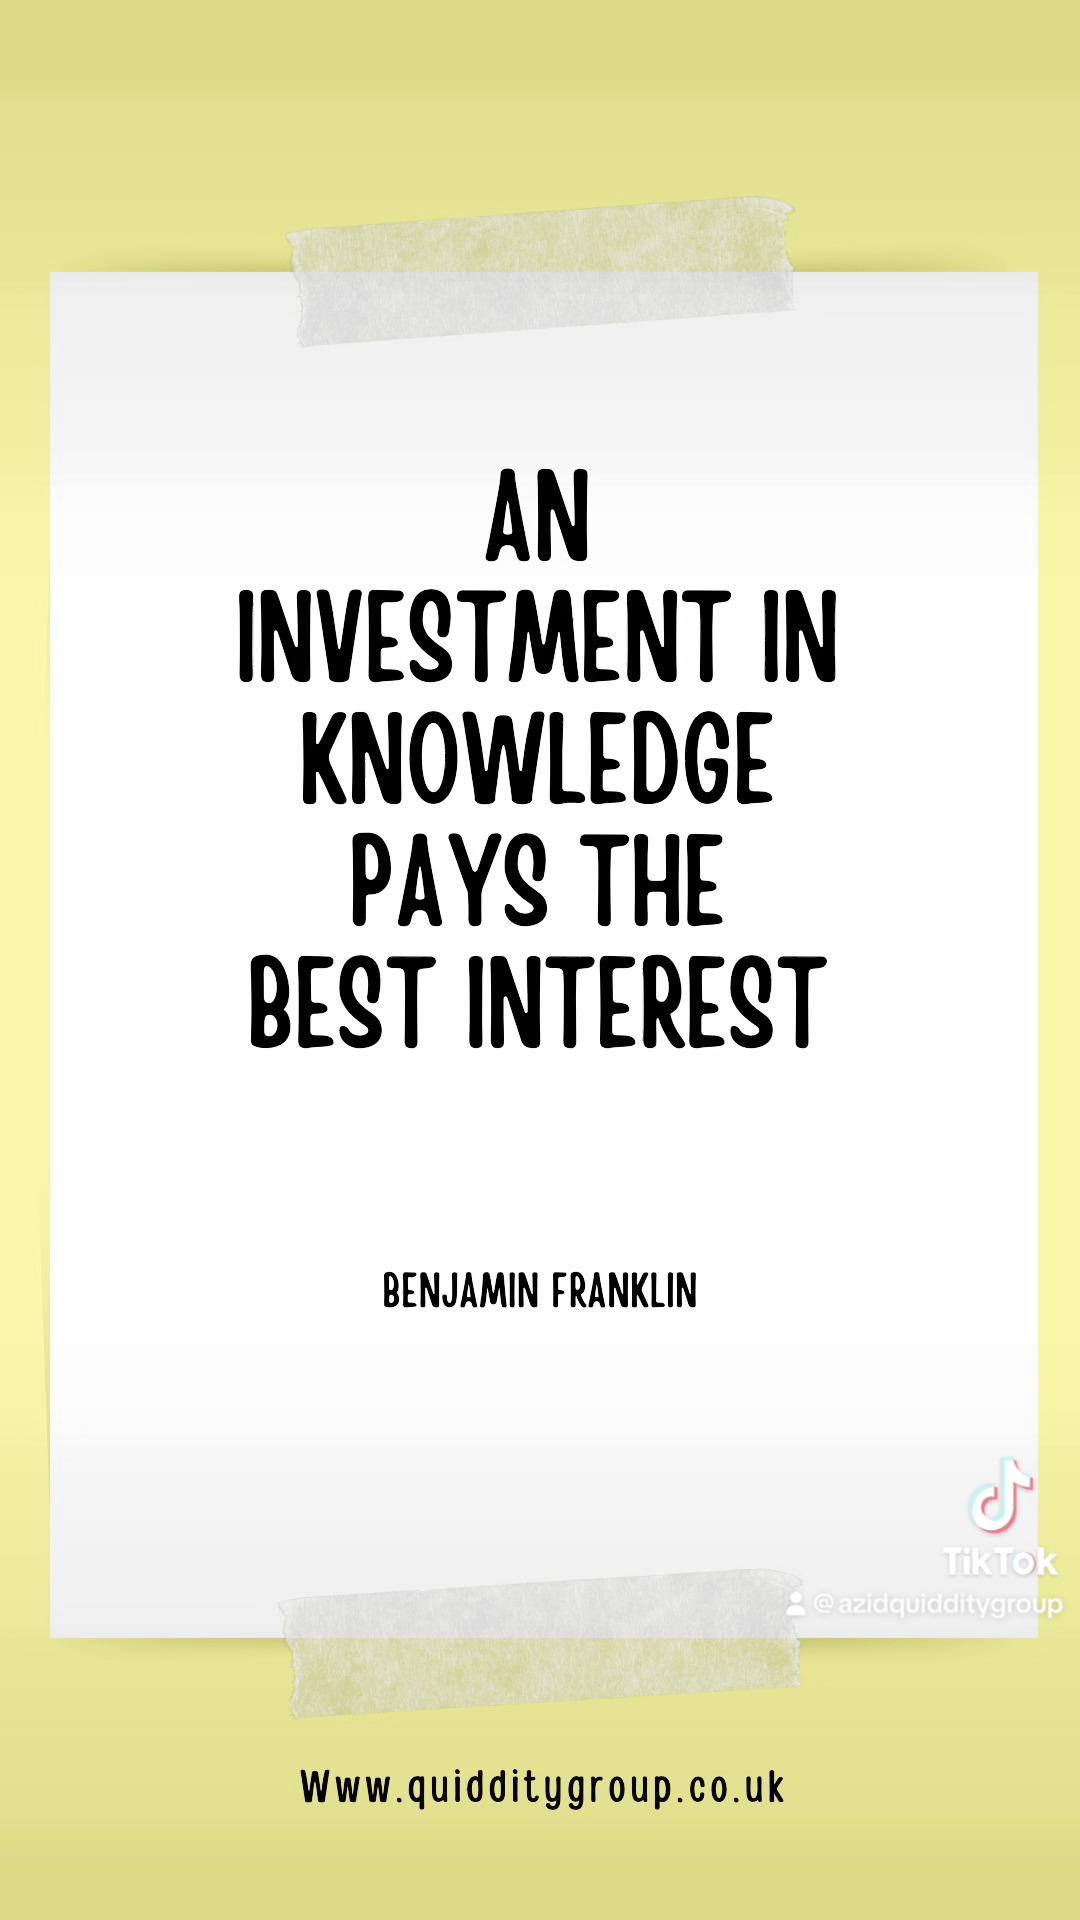 AN
INVESTMENT IN
KNOWLEDGE
PAYS THE
BEST INTEREST
BENJAMIN FRANKLIN
TikTok
@azidquidditygroup
Www.quidditygroup.co.uk